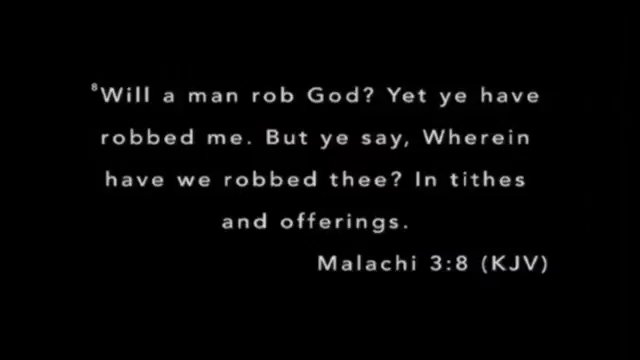 ⁸Will a man rob God? Yet ye have
robbed me. But ye say, Wherein
have we robbed thee? In tithes
and offerings.
Malachi 3:8 (KJV)